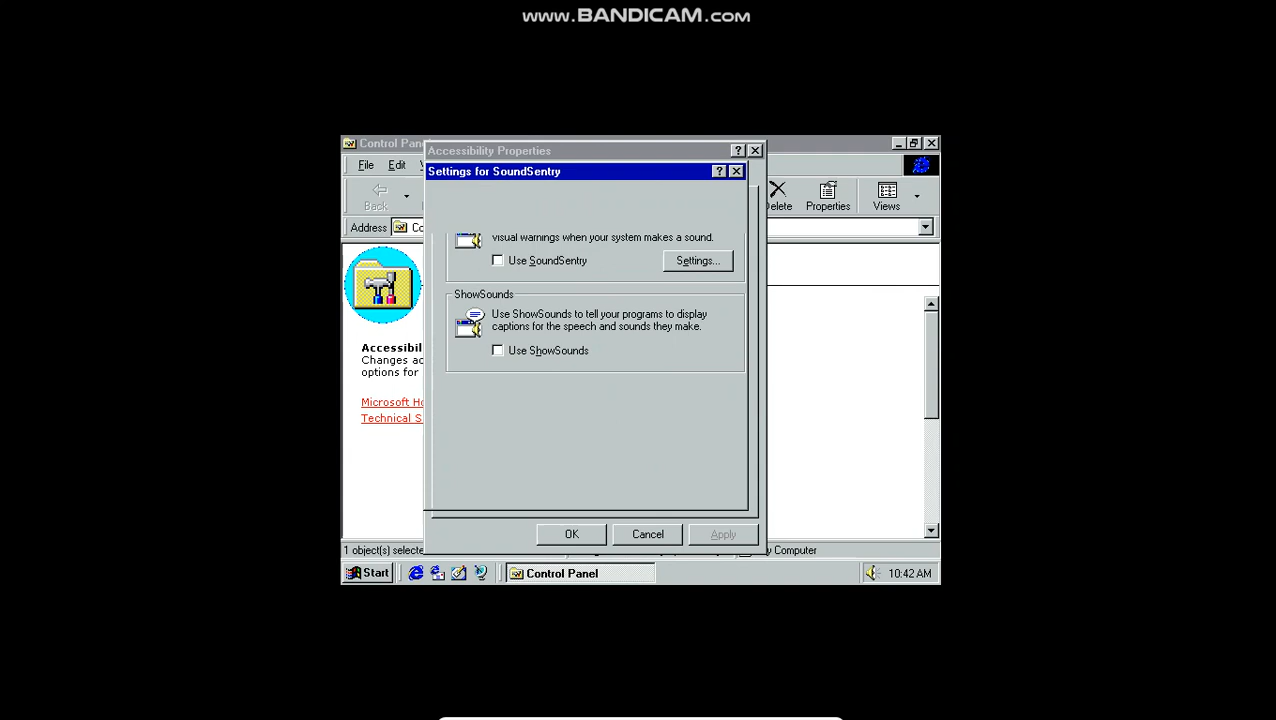 www.BANDICAM.com
Control Pan
Accessibility Properties
Settings for SoundSentry
File
Edit
Back
Delete
Properties
Views
Address
Co
visual warnings when your system makes a sound.
Use SoundSentry
Settings...
ShowSounds
Use ShowSounds to tell your programs to display
captions for the speech and sounds they make.
Use ShowSounds
Accessibil
Changes ac
options for
Microsoft Ho
Technical S
OK
Cancel
Apply
1 object(s) selecte
y Computer
Start
Control Panel
10:42 AM